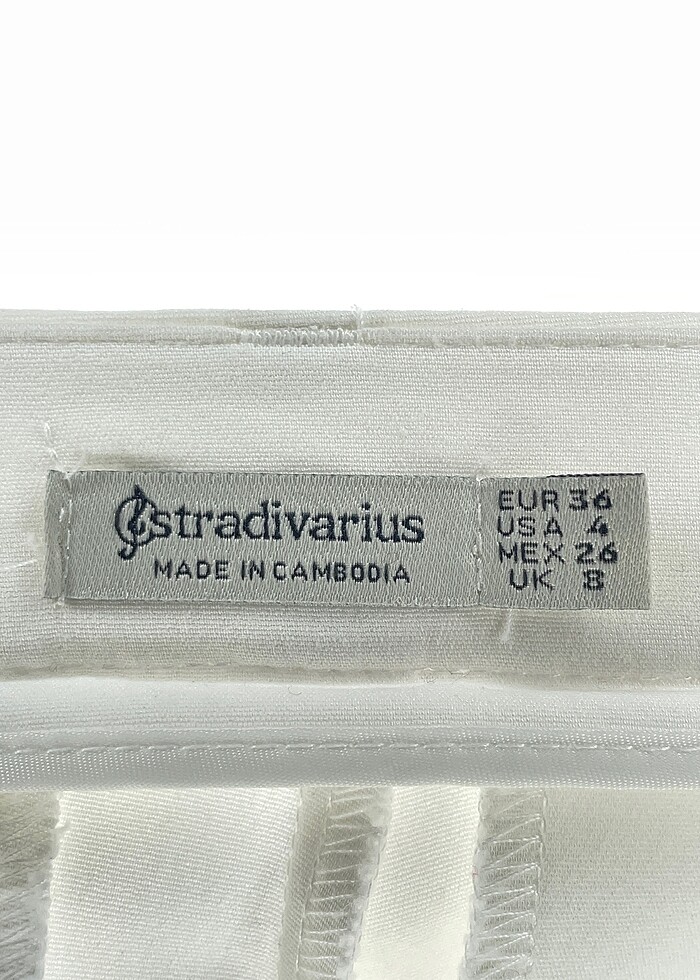 stradivarius
MADE IN CAMBODIA
EUR 36
USA 4
MEX 26
UK 8